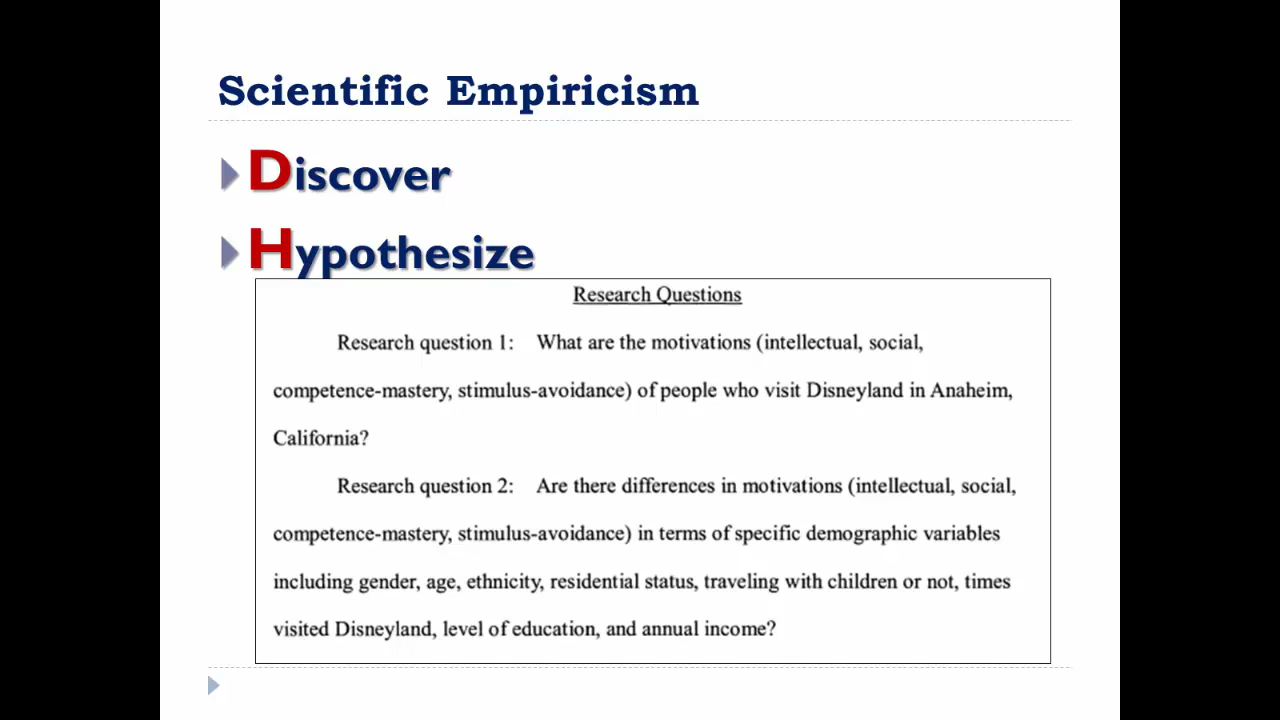 Scientific Empiricism
Discover
Hypothesize
Research Questions
Research question 1: What are the motivations (intellectual, social,
competence-mastery, stimulus-avoidance) of people who visit Disneyland in Anaheim,
California?
Research question 2: Are there differences in motivations (intellectual, social,
competence-mastery, stimulus-avoidance) in terms of specific demographic variables
including gender, age, ethnicity, residential status, traveling with children or not, times
visited Disneyland, level of education, and annual income?